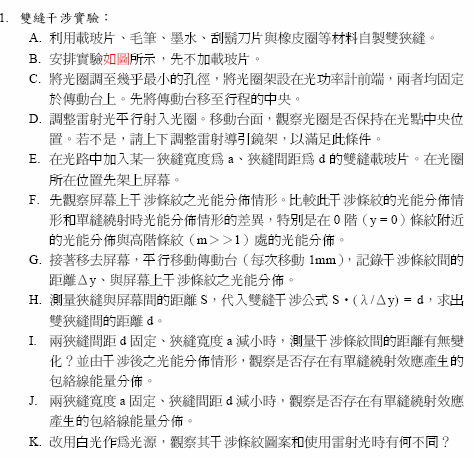 1. 雙縫干涉實驗：
A. 利用載玻片、毛筆、墨水、刮鬍刀片與橡皮圈等材料自製雙狹縫。
B. 安排實驗如圖所示，先不加載玻片。
C. 將光圈調至幾乎最小的孔徑，將光圈架設在光功率計前端，兩者均固定
於傳動台上。先將傳動台移至行程的中央。
D. 調整雷射光平行射入光圈。移動台面，觀察光圈是否保持在光點中央位
置。若不是，請上下調整雷射導引鏡架，以滿足此條件。
E. 在光路中加入某一狹縫寬度為 a、狹縫間距為 d 的雙縫載玻片。在光圈
所在位置先架上屏幕。
F. 先觀察屏幕上干涉條紋之光能分佈情形。比較此干涉條紋的光能分佈情
形和單縫繞射時光能分佈情形的差異，特別是在 0 階（y = 0）條紋附近
的光能分佈與高階條紋（m＞＞1）處的光能分佈。
G. 接著移去屏幕，平行移動傳動台（每次移動 1mm），記錄干涉條紋間的
距離 Δy、與屏幕上干涉條紋之光能分佈。
H. 測量狹縫與屏幕間的距離 S，代入雙縫干涉公式 S‧(λ/Δy) = d，求出
雙狹縫間的距離 d。
I. 兩狹縫間距 d 固定、狹縫寬度 a 減小時，測量干涉條紋間的距離有無變
化？並由干涉後之光能分佈情形，觀察是否存在有單縫繞射效應產生的
包絡線能量分佈。
J. 兩狹縫寬度 a 固定、狹縫間距 d 減小時，觀察是否存在有單縫繞射效應
產生的包絡線能量分佈。
K. 改用白光作為光源，觀察其干涉條紋圖案和使用雷射光時有何不同？